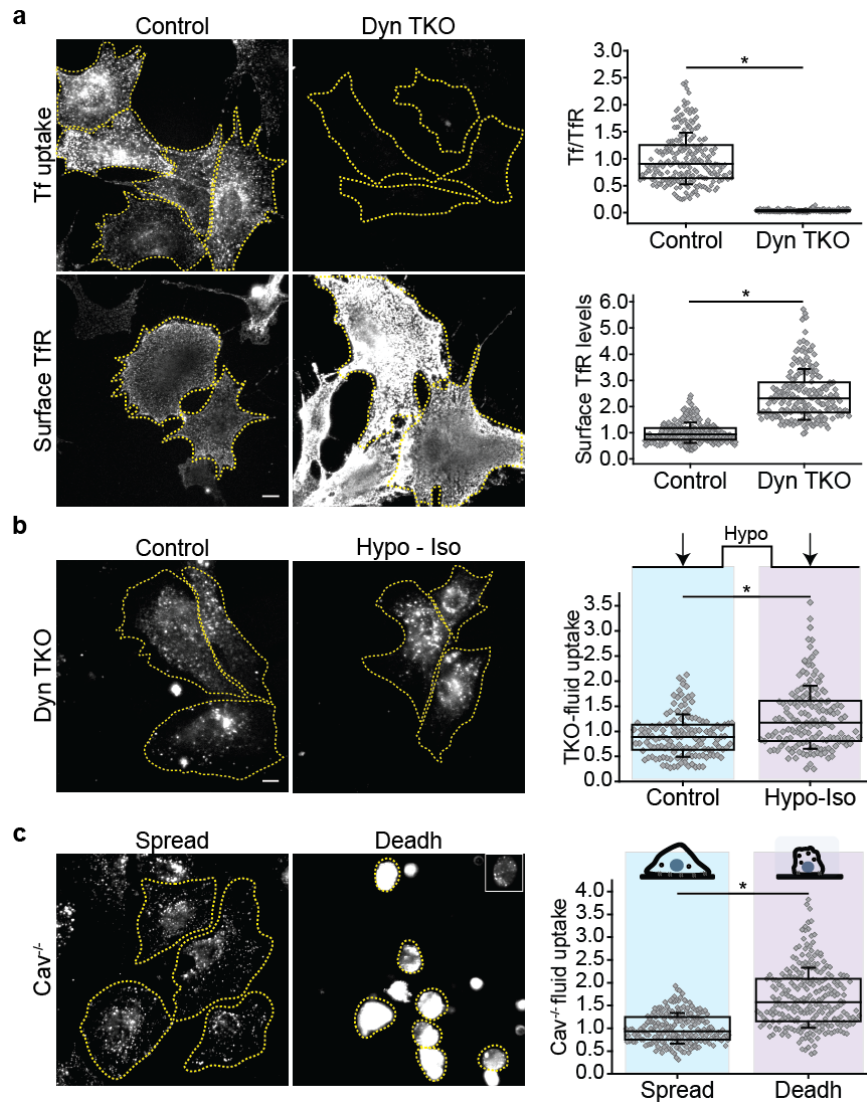 a
Control
Dyn TKO
Tf uptake
Surface TfR
Tf/TfR
3.0
2.5
2.0
1.5
1.0
0.5
0.0
*
Control
Dyn TKO
Surface TfR levels
6.0
5.0
4.0
3.0
2.0
1.0
0.0
*
Control
Dyn TKO
b
Control
Hypo - Iso
Dyn TKO
Hypo
TKO-fluid uptake
3.5
3.0
2.5
2.0
1.5
1.0
0.5
0.0
*
Control
Hypo-Iso
c
Spread
Deadh
Cav-/-
Cav-/- fluid uptake
4.0
3.5
3.0
2.5
2.0
1.5
1.0
0.5
0.0
*
Spread
Deadh